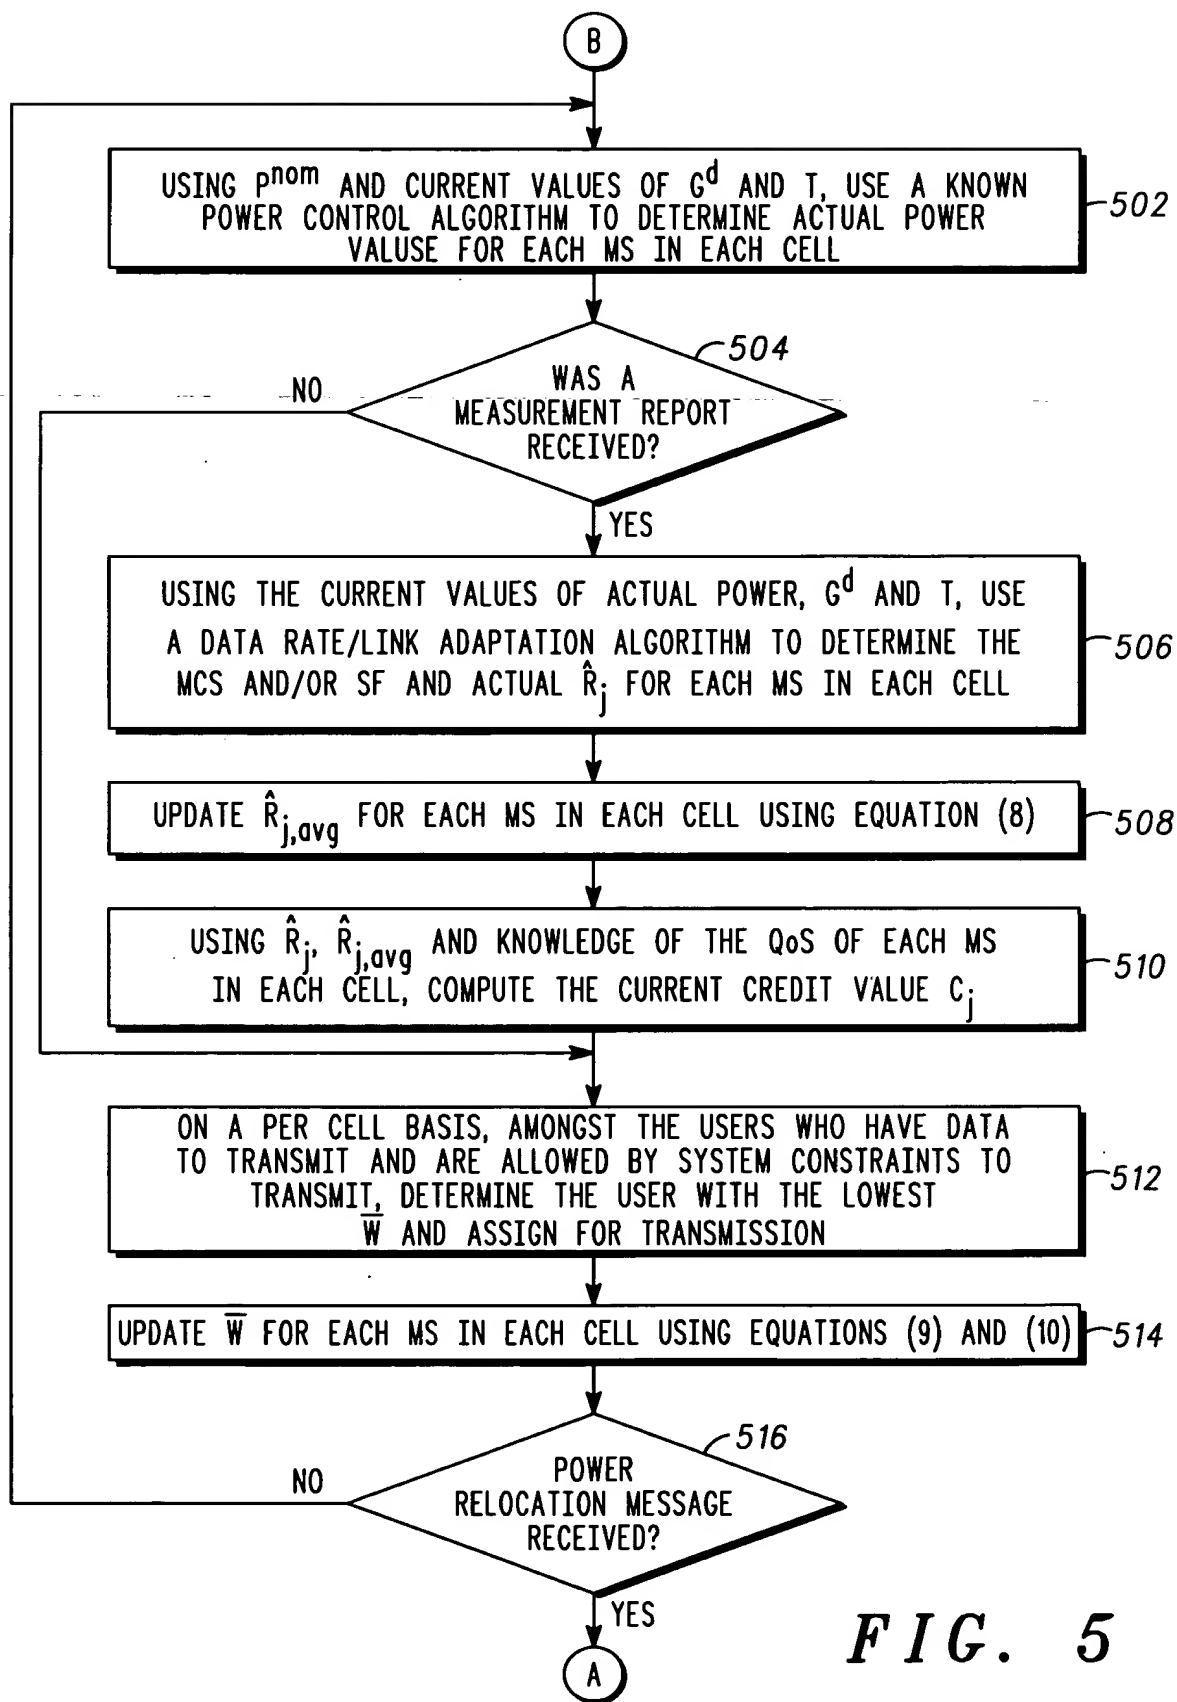 B
USING P^nom AND CURRENT VALUES OF G^d AND T, USE A KNOWN
POWER CONTROL ALGORITHM TO DETERMINE ACTUAL POWER
VALUSE FOR EACH MS IN EACH CELL
502
504
WAS A
MEASUREMENT REPORT
RECEIVED?
NO
YES
USING THE CURRENT VALUES OF ACTUAL POWER, G^d AND T, USE
A DATA RATE/LINK ADAPTATION ALGORITHM TO DETERMINE THE
MCS AND/OR SF AND ACTUAL R̂_j FOR EACH MS IN EACH CELL
506
UPDATE R̂_j,avg FOR EACH MS IN EACH CELL USING EQUATION (8)
508
USING R̂_j, R̂_j,avg AND KNOWLEDGE OF THE QoS OF EACH MS
IN EACH CELL, COMPUTE THE CURRENT CREDIT VALUE C_j
510
ON A PER CELL BASIS, AMONGST THE USERS WHO HAVE DATA
TO TRANSMIT AND ARE ALLOWED BY SYSTEM CONSTRAINTS TO
TRANSMIT, DETERMINE THE USER WITH THE LOWEST
W̅ AND ASSIGN FOR TRANSMISSION
512
UPDATE W̅ FOR EACH MS IN EACH CELL USING EQUATIONS (9) AND (10)
514
516
POWER
RELOCATION MESSAGE
RECEIVED?
NO
YES
A
FIG. 5